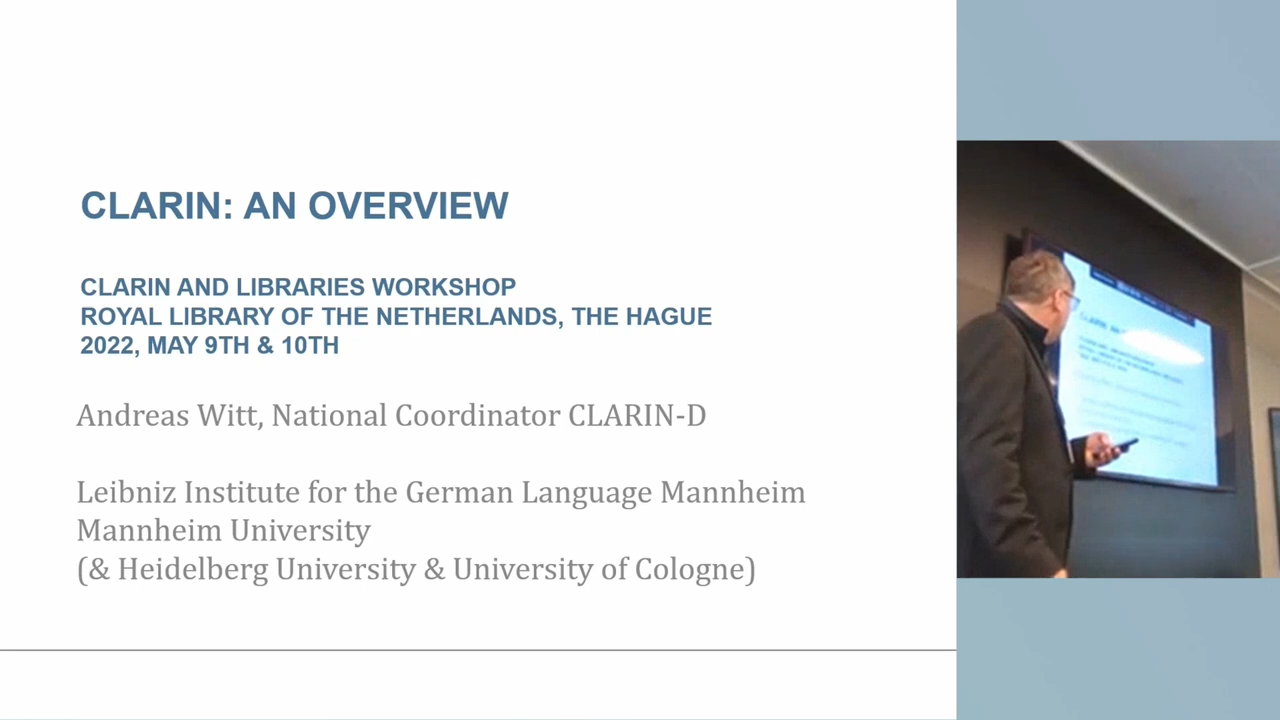 CLARIN: AN OVERVIEW
CLARIN AND LIBRARIES WORKSHOP
ROYAL LIBRARY OF THE NETHERLANDS, THE HAGUE
2022, MAY 9TH & 10TH
Andreas Witt, National Coordinator CLARIN-D
Leibniz Institute for the German Language Mannheim
Mannheim University
(& Heidelberg University & University of Cologne)